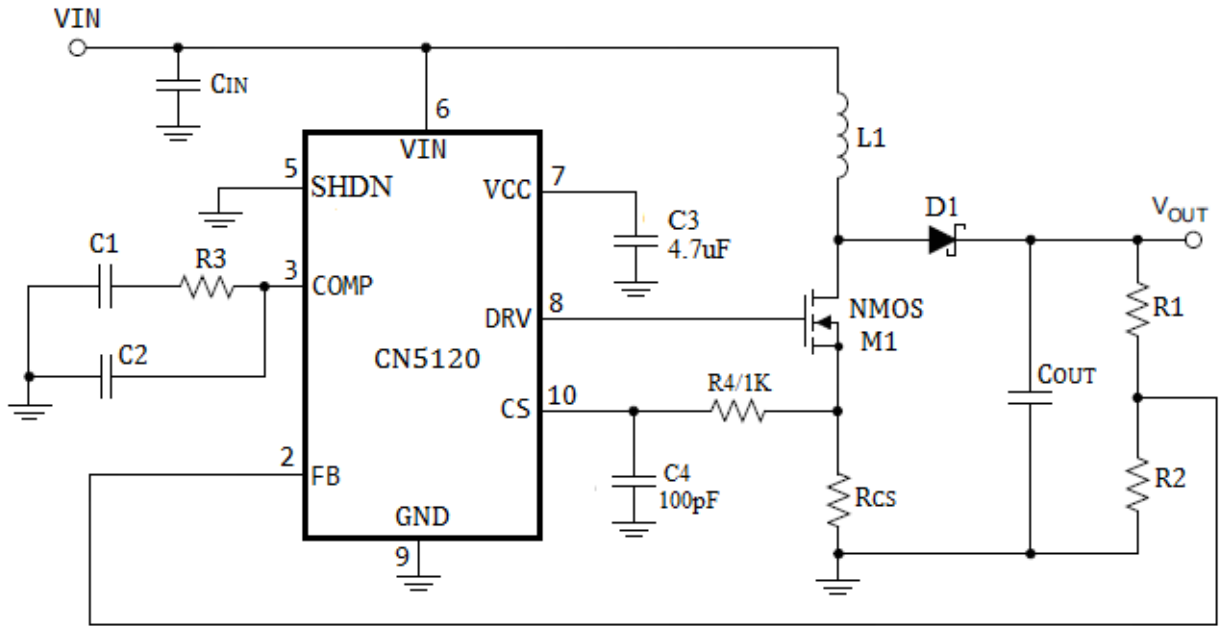 VIN
CIN
6
VIN
L1
5
SHDN
VCC
7
C3
4.7uF
D1
VOUT
C1
R3
3
COMP
DRV
8
NMOS
M1
R1
C2
CN5120
R4/1K
COUT
CS
10
2
FB
C4
100pF
RCS
R2
GND
9